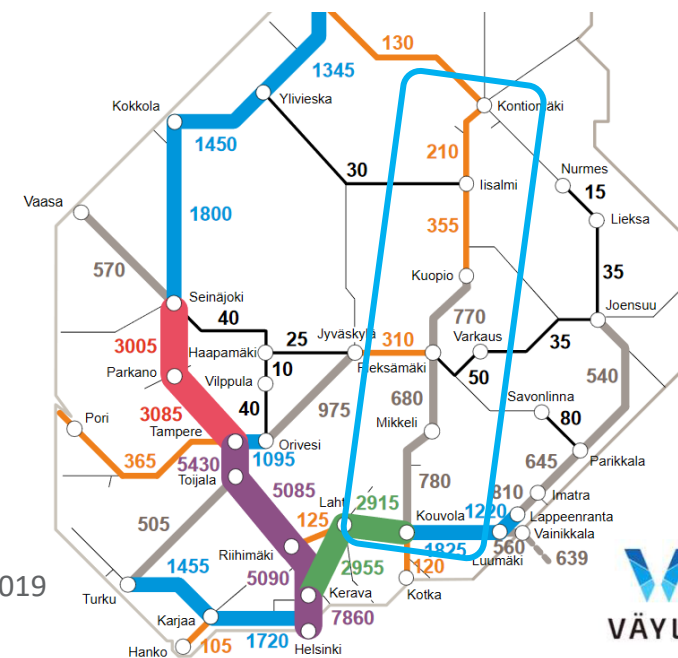 130
1345
Ylivieska
Kontiomäki
Kokkola
1450
210
30
Iisalmi
Nurmes
15
Vaasa
1800
355
Lieksa
570
Kuopio
35
Seinäjoki
770
Joensuu
40
Jyväskylä
Varkaus
35
3005
Haapamäki
25
310
Pieksämäki
50
540
Parkano
10
Vilppula
680
Savonlinna
3085
40
975
Mikkeli
80
Pori
Tampere
Orivesi
645
Parikkala
365
5430
1095
780
Toijala
5085
810
Imatra
Lahti
2915
Kouvola
1220
Lappeenranta
505
125
Vainikkala
Riihimäki
1825
560
Luumäki
639
1455
5090
2955
120
019
Turku
Kerava
Kotka
Karjaa
7860
105
1720
Hanko
Helsinki
VÄYL